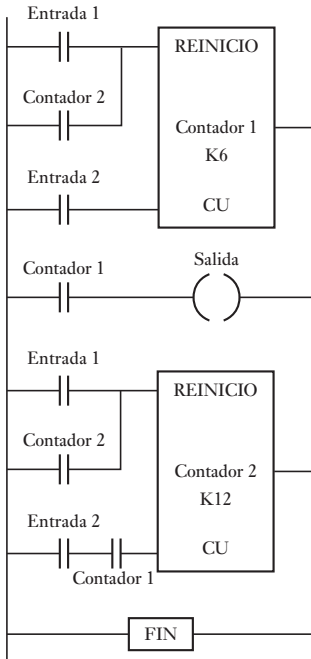 Entrada 1
REINICIO
Contador 2
Contador 1
K6
Entrada 2
CU
Contador 1
Salida
Entrada 1
REINICIO
Contador 2
Contador 2
K12
Entrada 2
CU
Contador 1
FIN